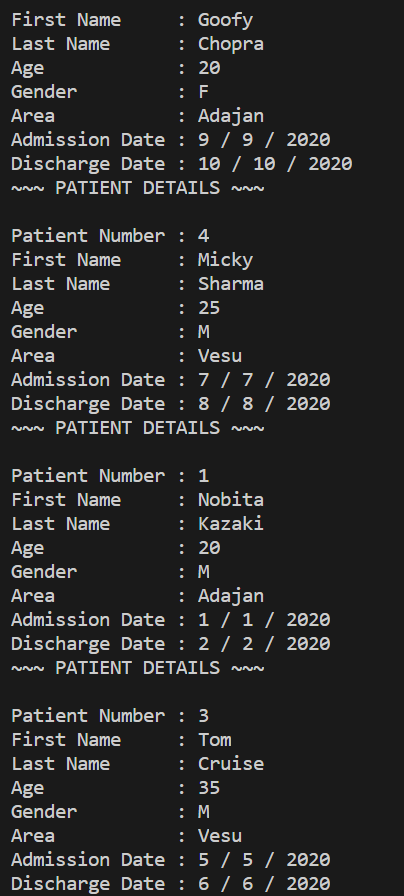 First Name     : Goofy
Last Name      : Chopra
Age            : 20
Gender         : F
Area           : Adajan
Admission Date : 9 / 9 / 2020
Discharge Date : 10 / 10 / 2020
~~~ PATIENT DETAILS ~~~

Patient Number : 4
First Name     : Micky
Last Name      : Sharma
Age            : 25
Gender         : M
Area           : Vesu
Admission Date : 7 / 7 / 2020
Discharge Date : 8 / 8 / 2020
~~~ PATIENT DETAILS ~~~

Patient Number : 1
First Name     : Nobita
Last Name      : Kazaki
Age            : 20
Gender         : M
Area           : Adajan
Admission Date : 1 / 1 / 2020
Discharge Date : 2 / 2 / 2020
~~~ PATIENT DETAILS ~~~

Patient Number : 3
First Name     : Tom
Last Name      : Cruise
Age            : 35
Gender         : M
Area           : Vesu
Admission Date : 5 / 5 / 2020
Discharge Date : 6 / 6 / 2020